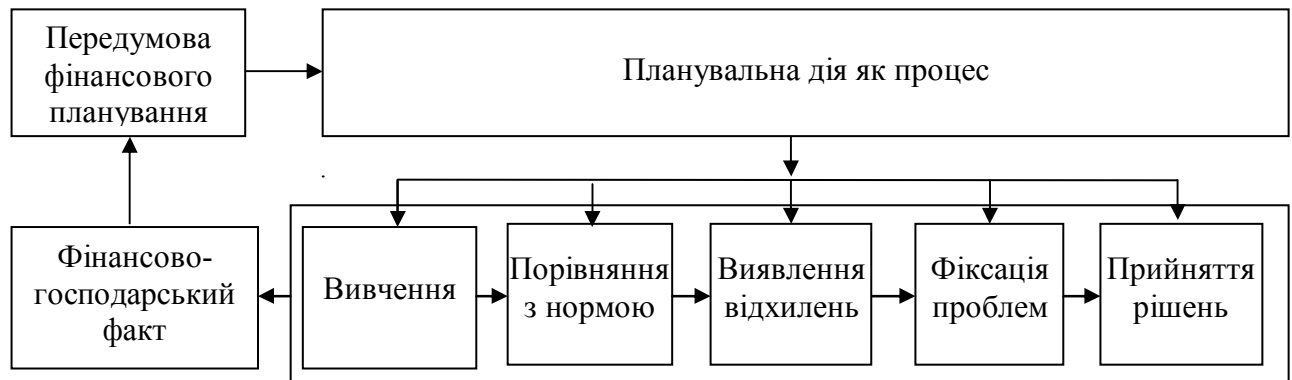 Передумова
фінансового
планування
Планувальна дія як процес
Фінансово-
господарський
факт
Вивчення
Порівняння
з нормою
Виявлення
відхилень
Фіксація
проблем
Прийняття
рішень